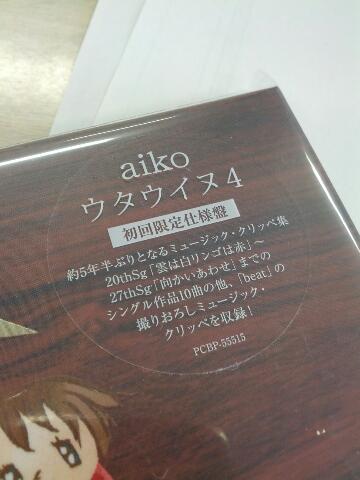 aiko
ウタウイヌ4
初回限定仕様盤
約5年半ぶりとなるミュージック・クリッペ集
20thSg「雲は白リンゴは赤」~
27thSg「向かいあわせ」までの
シングル作品10曲の他、「beat」の
撮りおろしミュージック・
クリッペを収録!
PCBP-55515